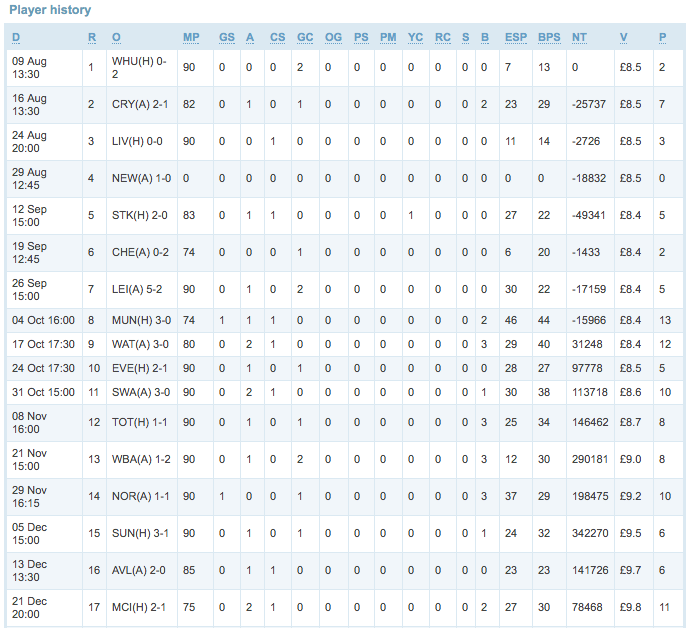 Player history
D R O MP GS A CS GC OG PS PM YC RC S B ESP BPS NT V P
09 Aug 13:30 1 WHU(H) 0-2 90 0 0 0 2 0 0 0 0 0 0 0 7 13 0 £8.5 2
16 Aug 13:30 2 CRY(A) 2-1 82 0 1 0 1 0 0 0 0 0 0 2 23 29 -25737 £8.5 7
24 Aug 20:00 3 LIV(H) 0-0 90 0 0 1 0 0 0 0 0 0 0 0 11 14 -2726 £8.5 3
29 Aug 12:45 4 NEW(A) 1-0 0 0 0 0 0 0 0 0 0 0 0 0 0 0 -18832 £8.5 0
12 Sep 15:00 5 STK(H) 2-0 83 0 1 1 0 0 0 0 1 0 0 0 27 22 -49341 £8.4 5
19 Sep 12:45 6 CHE(A) 0-2 74 0 0 0 1 0 0 0 0 0 0 0 6 20 -1433 £8.4 2
26 Sep 15:00 7 LEI(A) 5-2 90 0 1 0 2 0 0 0 0 0 0 0 30 22 -17159 £8.4 5
04 Oct 16:00 8 MUN(H) 3-0 74 1 1 1 0 0 0 0 0 0 0 2 46 44 -15966 £8.4 13
17 Oct 17:30 9 WAT(A) 3-0 80 0 2 1 0 0 0 0 0 0 0 3 29 40 31248 £8.4 12
24 Oct 17:30 10 EVE(H) 2-1 90 0 1 0 1 0 0 0 0 0 0 0 28 27 97778 £8.5 5
31 Oct 15:00 11 SWA(A) 3-0 90 0 2 1 0 0 0 0 0 0 0 1 30 38 113718 £8.6 10
08 Nov 16:00 12 TOT(H) 1-1 90 0 1 0 1 0 0 0 0 0 0 3 25 34 146462 £8.7 8
21 Nov 15:00 13 WBA(A) 1-2 90 0 1 0 2 0 0 0 0 0 0 3 12 30 290181 £9.0 8
29 Nov 16:15 14 NOR(A) 1-1 90 1 0 0 1 0 0 0 0 0 0 3 37 29 198475 £9.2 10
05 Dec 15:00 15 SUN(H) 3-1 90 0 1 0 1 0 0 0 0 0 0 1 24 32 342270 £9.5 6
13 Dec 13:30 16 AVL(A) 2-0 85 0 1 1 0 0 0 0 0 0 0 0 23 23 141726 £9.7 6
21 Dec 20:00 17 MCI(H) 2-1 75 0 2 1 0 0 0 0 0 0 0 2 27 30 78468 £9.8 11